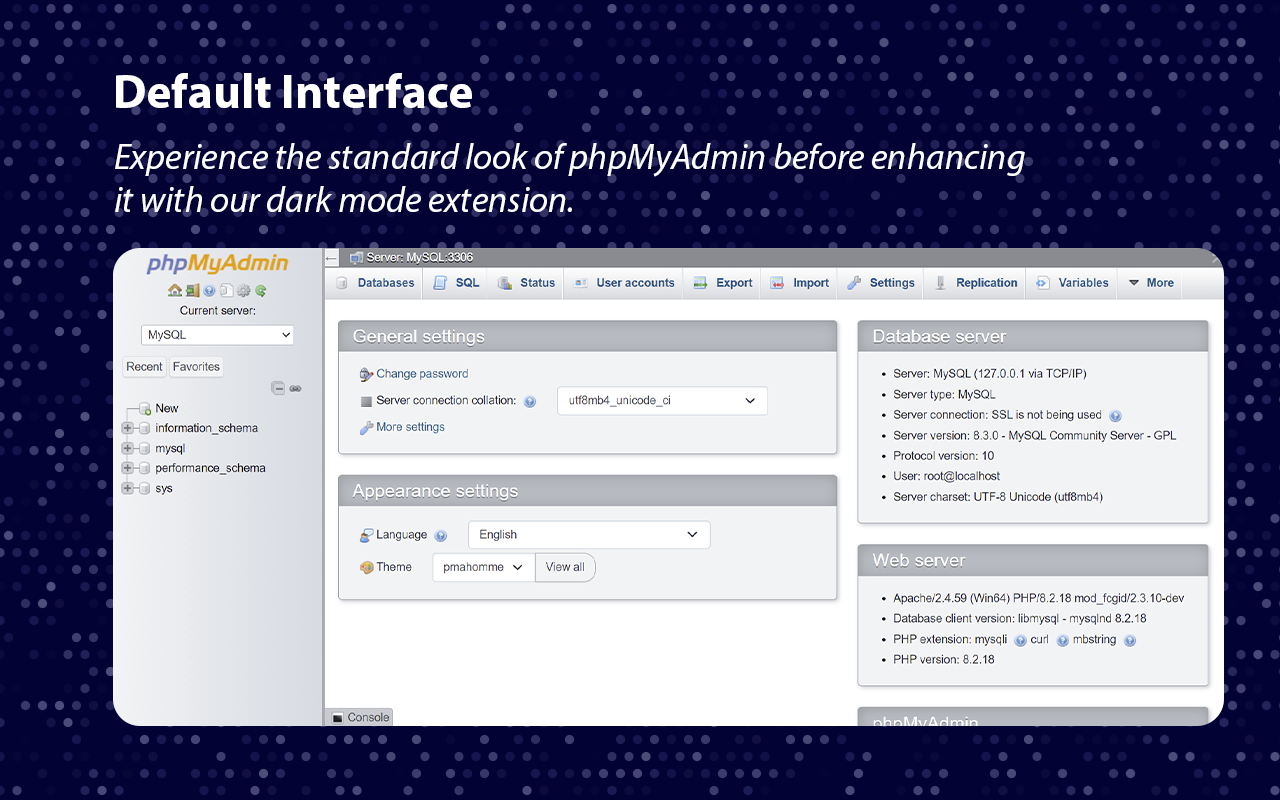 Default Interface
Experience the standard look of phpMyAdmin before enhancing
it with our dark mode extension.
phpMyAdmin
Current server:
MySQL
Recent Favorites
New
information_schema
mysql
performance_schema
sys
Server: MySQL:3306
Databases SQL Status User accounts Export Import Settings Replication Variables More
General settings
Change password
Server connection collation: utf8mb4_unicode_ci
More settings
Appearance settings
Language English
Theme pmahomme View all
Database server
Server: MySQL (127.0.0.1 via TCP/IP)
Server type: MySQL
Server connection: SSL is not being used
Server version: 8.3.0 - MySQL Community Server - GPL
Protocol version: 10
User: root@localhost
Server charset: UTF-8 Unicode (utf8mb4)
Web server
Apache/2.4.59 (Win64) PHP/8.2.18 mod_fcgid/2.3.10-dev
Database client version: libmysql - mysqlnd 8.2.18
PHP extension: mysqli curl mbstring
PHP version: 8.2.18
phpMyAdmin
Console